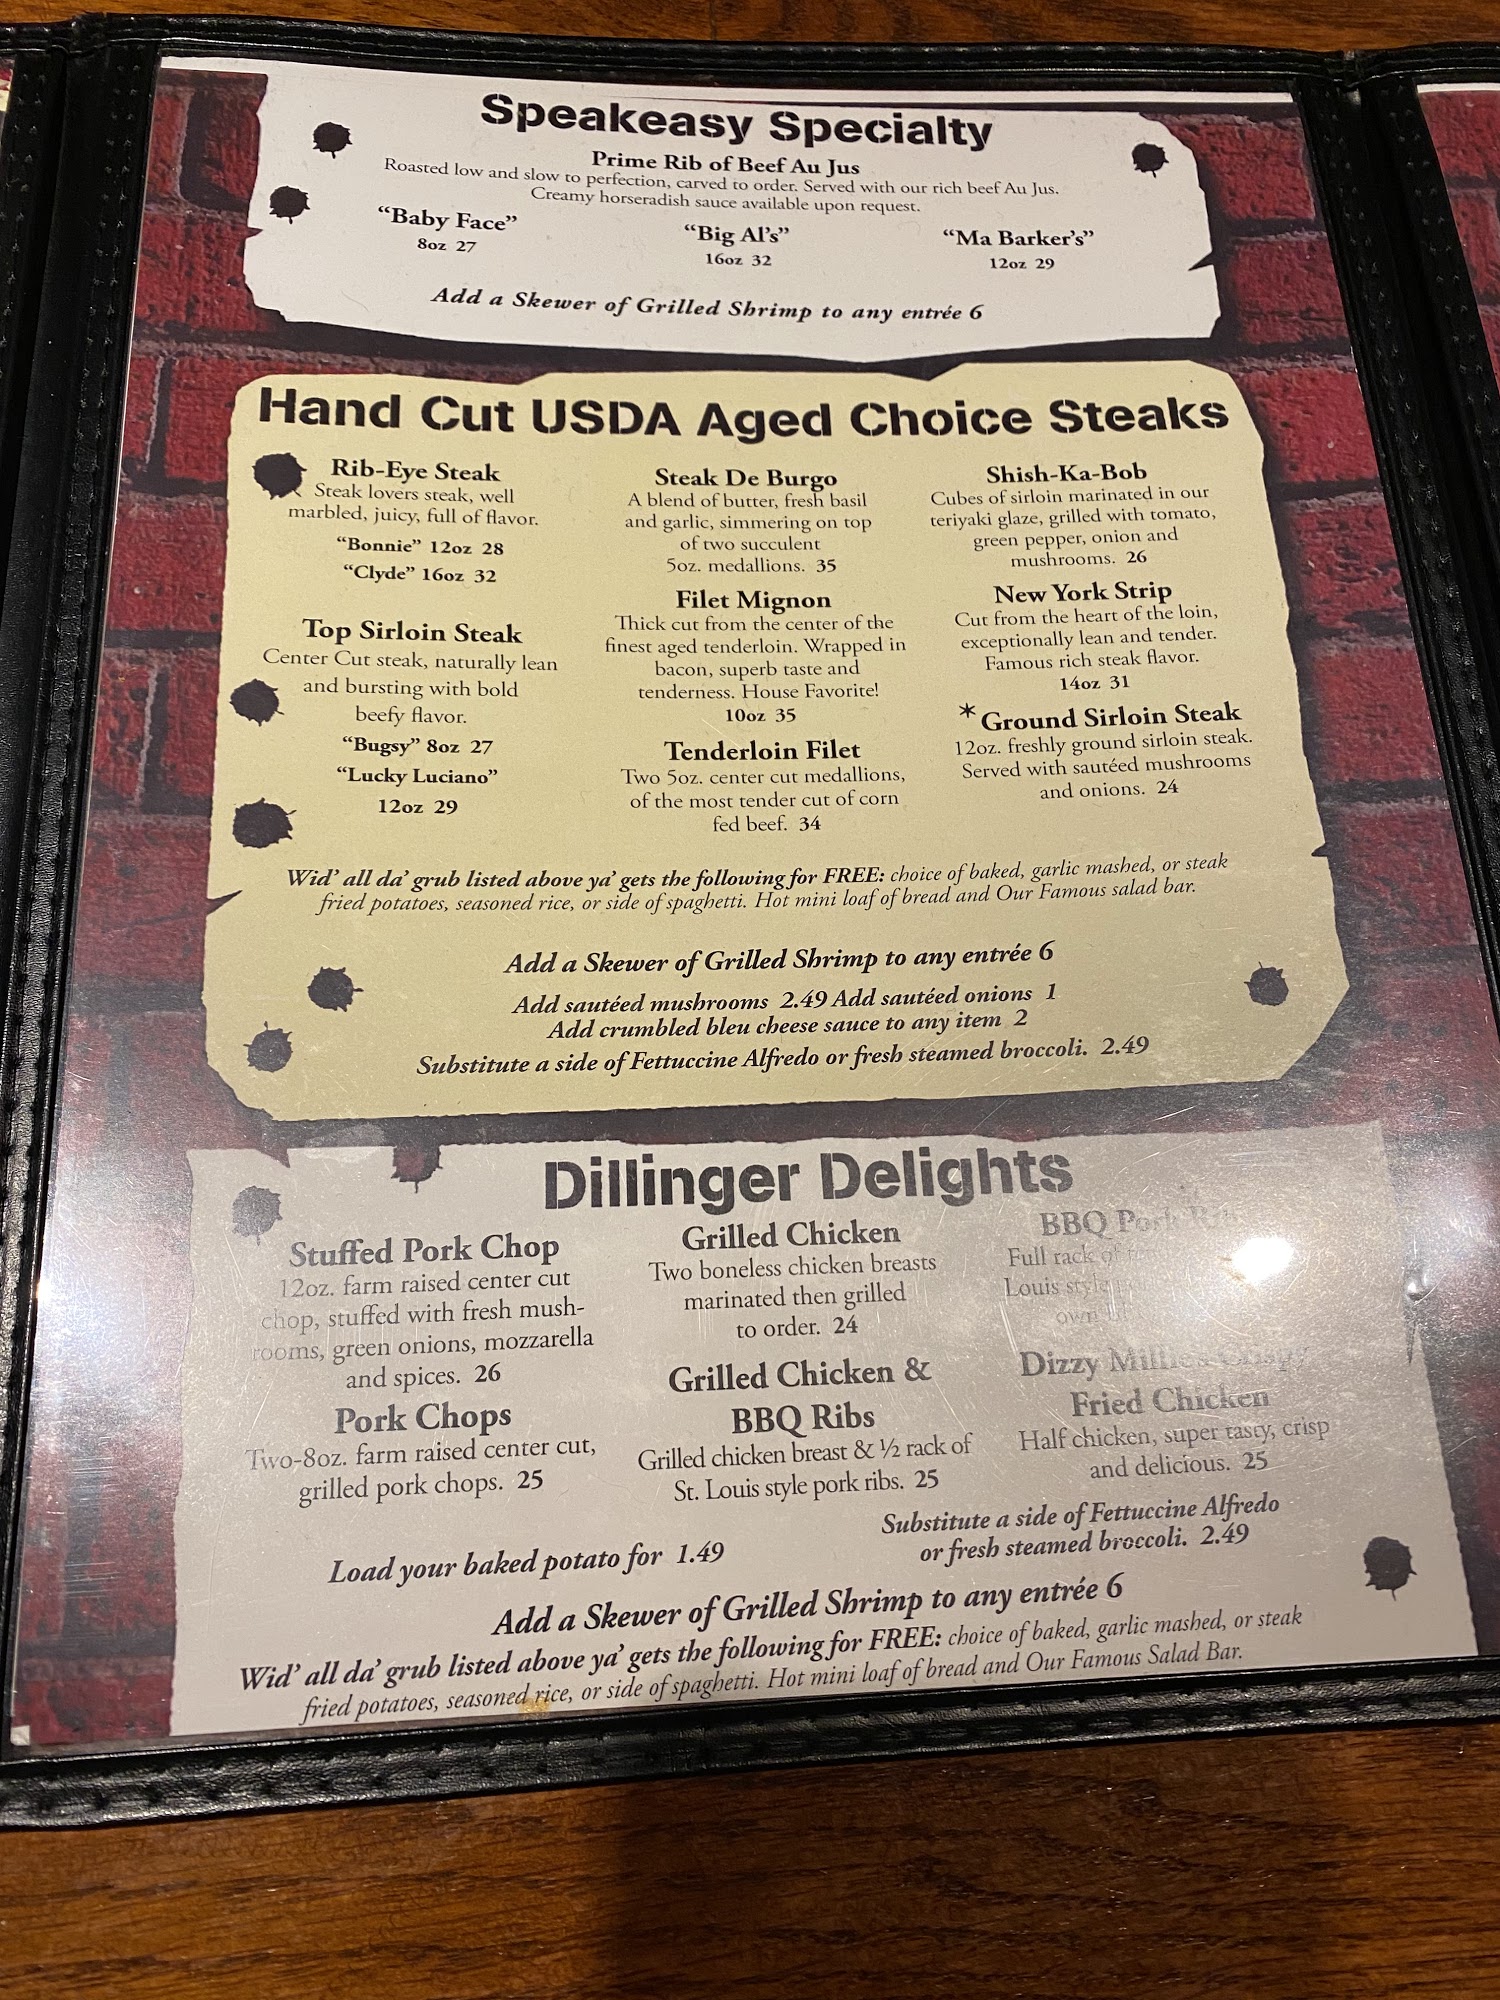 Speakeasy Specialty
Prime Rib of Beef Au Jus
Roasted low and slow to perfection, carved to order. Served with our rich beef Au Jus.
Creamy horseradish sauce available upon request.
“Baby Face”
8oz 27
“Big Al’s”
16oz 32
“Ma Barker’s”
12oz 29
Add a Skewer of Grilled Shrimp to any entrée 6
Hand Cut USDA Aged Choice Steaks
Rib-Eye Steak
Steak lovers steak, well
marbled, juicy, full of flavor.
“Bonnie” 12oz 28
“Clyde” 16oz 32
Top Sirloin Steak
Center Cut steak, naturally lean
and bursting with bold
beefy flavor.
“Bugsy” 8oz 27
“Lucky Luciano”
12oz 29
Steak De Burgo
A blend of butter, fresh basil
and garlic, simmering on top
of two succulent
5oz. medallions. 35
Filet Mignon
Thick cut from the center of the
finest aged tenderloin. Wrapped in
bacon, superb taste and
tenderness. House Favorite!
10oz 35
Tenderloin Filet
Two 5oz. center cut medallions,
of the most tender cut of corn
fed beef. 34
Shish-Ka-Bob
Cubes of sirloin marinated in our
teriyaki glaze, grilled with tomato,
green pepper, onion and
mushrooms. 26
New York Strip
Cut from the heart of the loin,
exceptionally lean and tender.
Famous rich steak flavor.
14oz 31
*Ground Sirloin Steak
12oz. freshly ground sirloin steak.
Served with sautéed mushrooms
and onions. 24
Wid’ all da’ grub listed above ya’ gets the following for FREE: choice of baked, garlic mashed, or steak
fried potatoes, seasoned rice, or side of spaghetti. Hot mini loaf of bread and Our Famous salad bar.
Add a Skewer of Grilled Shrimp to any entrée 6
Add sautéed mushrooms 2.49 Add sautéed onions 1
Add crumbled bleu cheese sauce to any item 2
Substitute a side of Fettuccine Alfredo or fresh steamed broccoli. 2.49
Dillinger Delights
Stuffed Pork Chop
12oz. farm raised center cut
chop, stuffed with fresh mush-
rooms, green onions, mozzarella
and spices. 26
Pork Chops
Two-8oz. farm raised center cut,
grilled pork chops. 25
Grilled Chicken
Two boneless chicken breasts
marinated then grilled
to order. 24
Grilled Chicken &
BBQ Ribs
Grilled chicken breast & ½ rack of
St. Louis style pork ribs. 25
BBQ Pork
Full rack of
Louis style
own
Dizzy Millies Crispy
Fried Chicken
Half chicken, super tasty, crisp
and delicious. 25
Load your baked potato for 1.49
Substitute a side of Fettuccine Alfredo
or fresh steamed broccoli. 2.49
Add a Skewer of Grilled Shrimp to any entrée 6
Wid’ all da’ grub listed above ya’ gets the following for FREE: choice of baked, garlic mashed, or steak
fried potatoes, seasoned rice, or side of spaghetti. Hot mini loaf of bread and Our Famous Salad Bar.